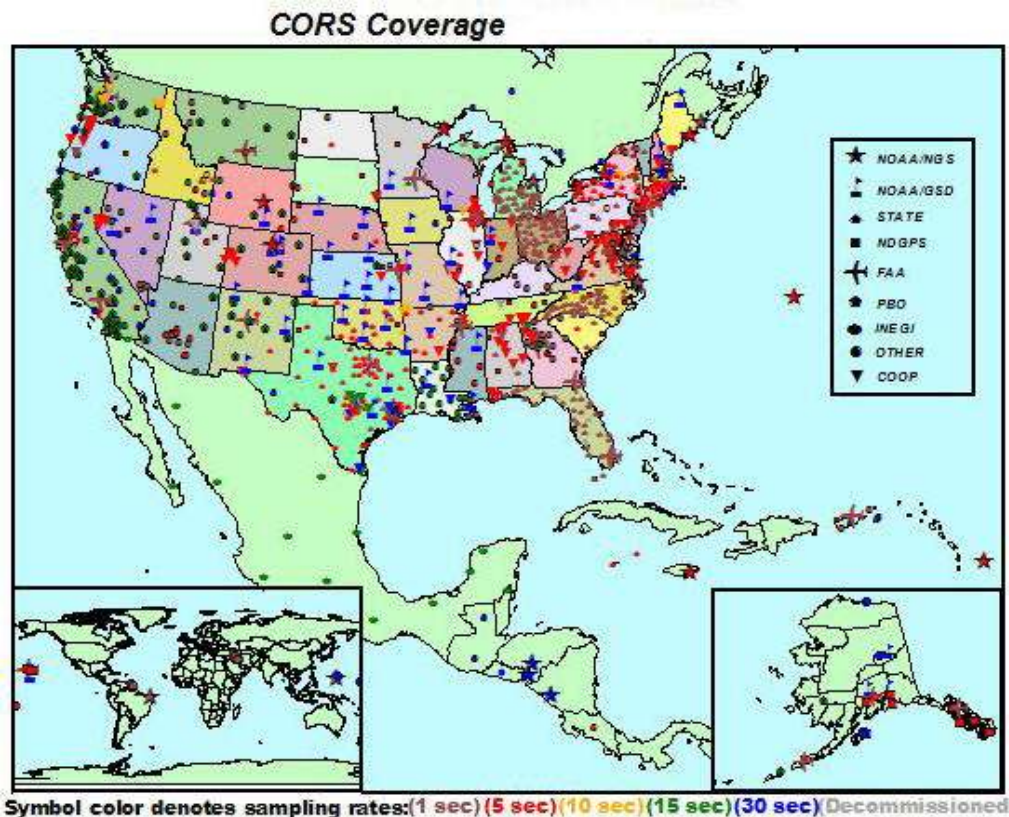 CORS Coverage
NOAA/NGS
NOAA/GSD
STATE
NDGPS
FAA
PBO
INEGI
OTHER
COOP
Symbol color denotes sampling rates:(1 sec)(5 sec)(10 sec)(15 sec)(30 sec)(Decommissioned